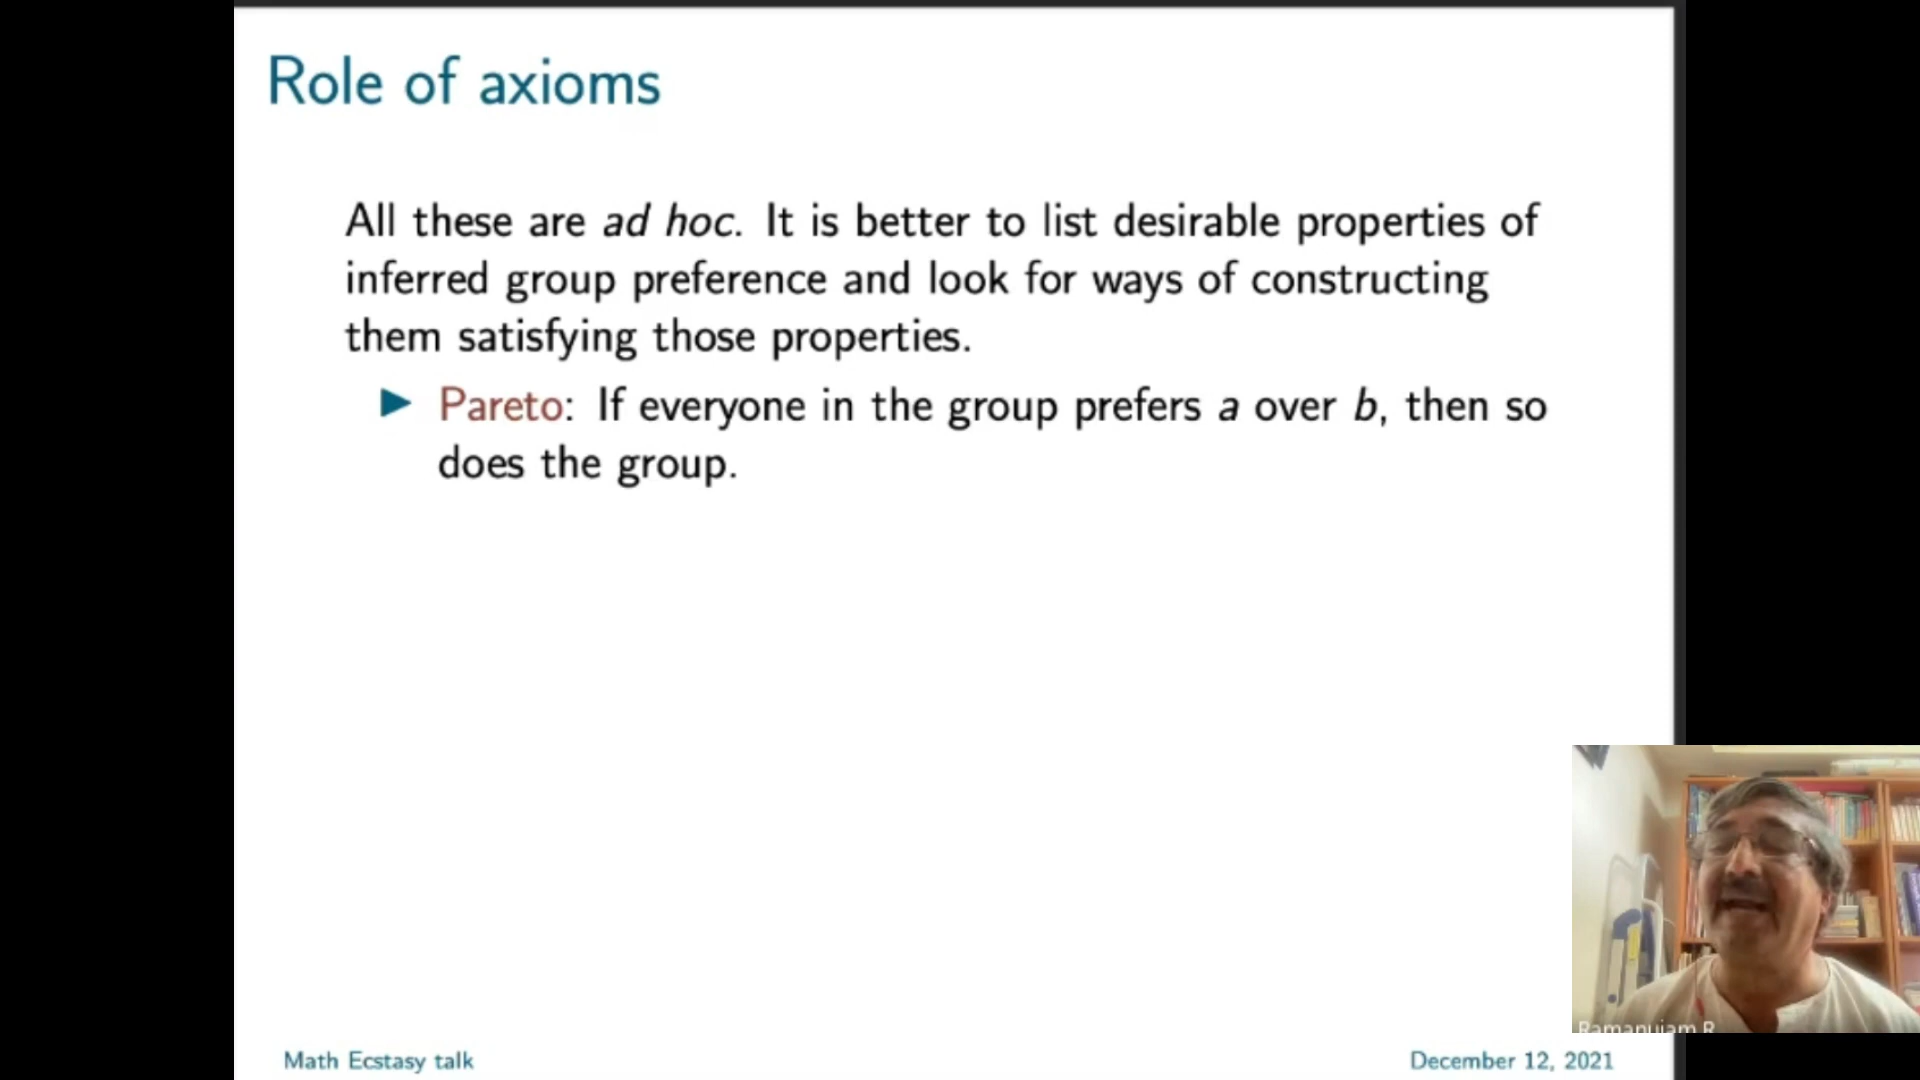 Role of axioms
All these are ad hoc. It is better to list desirable properties of
inferred group preference and look for ways of constructing
them satisfying those properties.
► Pareto: If everyone in the group prefers a over b, then so
does the group.
Ramanujam R
Math Ecstasy talk
December 12, 2021